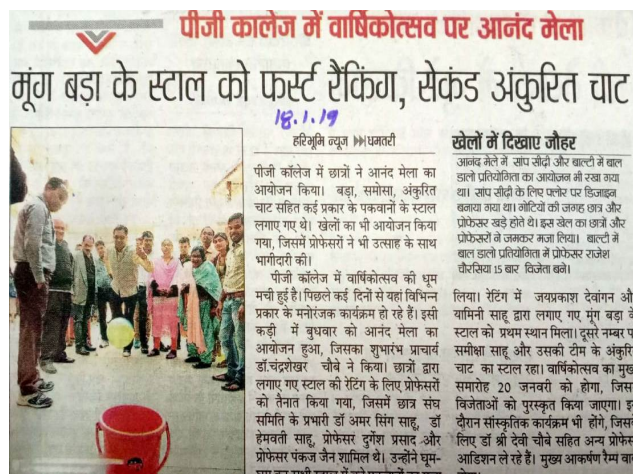 पीजी कालेज में वार्षिकोत्सव पर आनंद मेला
मूंग बड़ा के स्टाल को फर्स्ट रैंकिंग, सेकंड अंकुरित चाट
18.1.19
हरिभूमि न्यूज धमतरी
पीजी कॉलेज में छात्रों ने आनंद मेला का
आयोजन किया। बड़ा, समोसा, अंकुरित
चाट सहित कई प्रकार के पकवानों के स्टाल
लगाए गए थे। खेलों का भी आयोजन किया
गया, जिसमें प्रोफेसरों ने भी उत्साह के साथ
भागीदारी की।
पीजी कॉलेज में वार्षिकोत्सव की धूम
मची हुई है। पिछले कई दिनों से यहां विभिन्न
प्रकार के मनोरंजक कार्यक्रम हो रहे हैं। इसी
कड़ी में बुधवार को आनंद मेला का
आयोजन हुआ, जिसका शुभारंभ प्राचार्य
डॉ.चंद्रशेखर चौबे ने किया। छात्रों द्वारा
लगाए गए स्टाल की रेटिंग के लिए प्रोफेसरों
को तैनात किया गया, जिसमें छात्र संघ
समिति के प्रभारी डॉ अमर सिंग साहू, डॉ
हेमवती साहू, प्रोफेसर दुर्गेश प्रसाद और
प्रोफेसर पंकज जैन शामिल थे। उन्होंने घूम-
खेलों में दिखाए जौहर
आनंद मेले में सांप सीढ़ी और बाल्टी में बाल
डालो प्रतियोगिता का आयोजन भी रखा गया
था। सांप सीढ़ी के लिए फ्लोर पर डिजाइन
बनाया गया था। गोटियों की जगह छात्र और
प्रोफेसर खड़े होते थे। इस खेल का छात्रों और
प्रोफेसरों ने जमकर मजा लिया। बाल्टी में
बाल डालो प्रतियोगिता में प्रोफेसर राजेश
चौरसिया 15 बार विजेता बने।
लिया। रेटिंग में जयप्रकाश देवांगन औ
यामिनी साहू द्वारा लगाए गए मूंग बड़ा के
स्टाल को प्रथम स्थान मिला। दूसरे नम्बर प
समीक्षा साहू और उसकी टीम के अंकुरि
चाट का स्टाल रहा। वार्षिकोत्सव का मुख
समारोह 20 जनवरी को होगा, जिस
विजेताओं को पुरस्कृत किया जाएगा। इ
दौरान सांस्कृतिक कार्यक्रम भी होंगे, जिस
लिए डॉ श्री देवी चौबे सहित अन्य प्रोफेस
आडिशन ले रहे हैं। मुख्य आकर्षण रैम्प वा